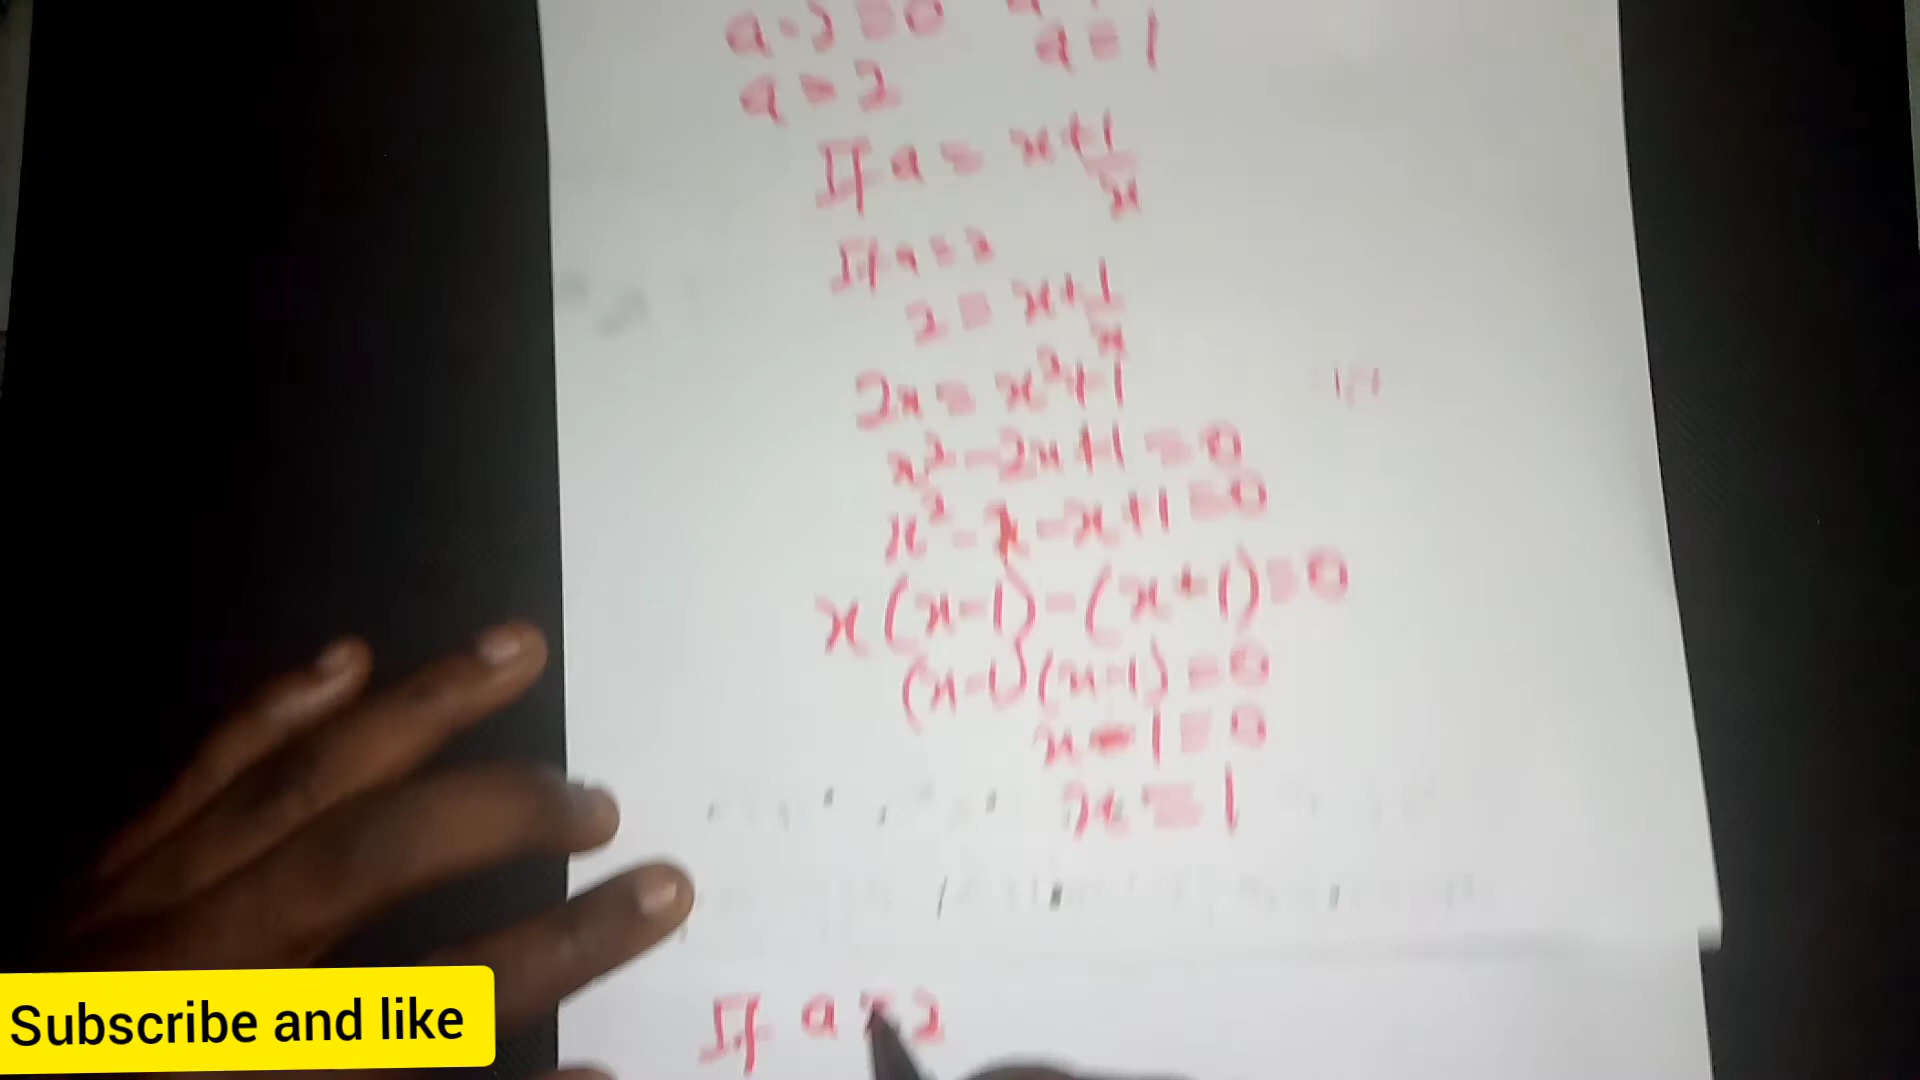 a-2=0
a=1
a=2
If a = x+1/x
If a=2
2 = x+1/x
2x = x²+1
x²-2x+1=0
x²-x-x+1=0
x(x-1)-(x+1)=0
(x-1)(x-1)=0
x-1=0
x=1
If a=2
Subscribe and like